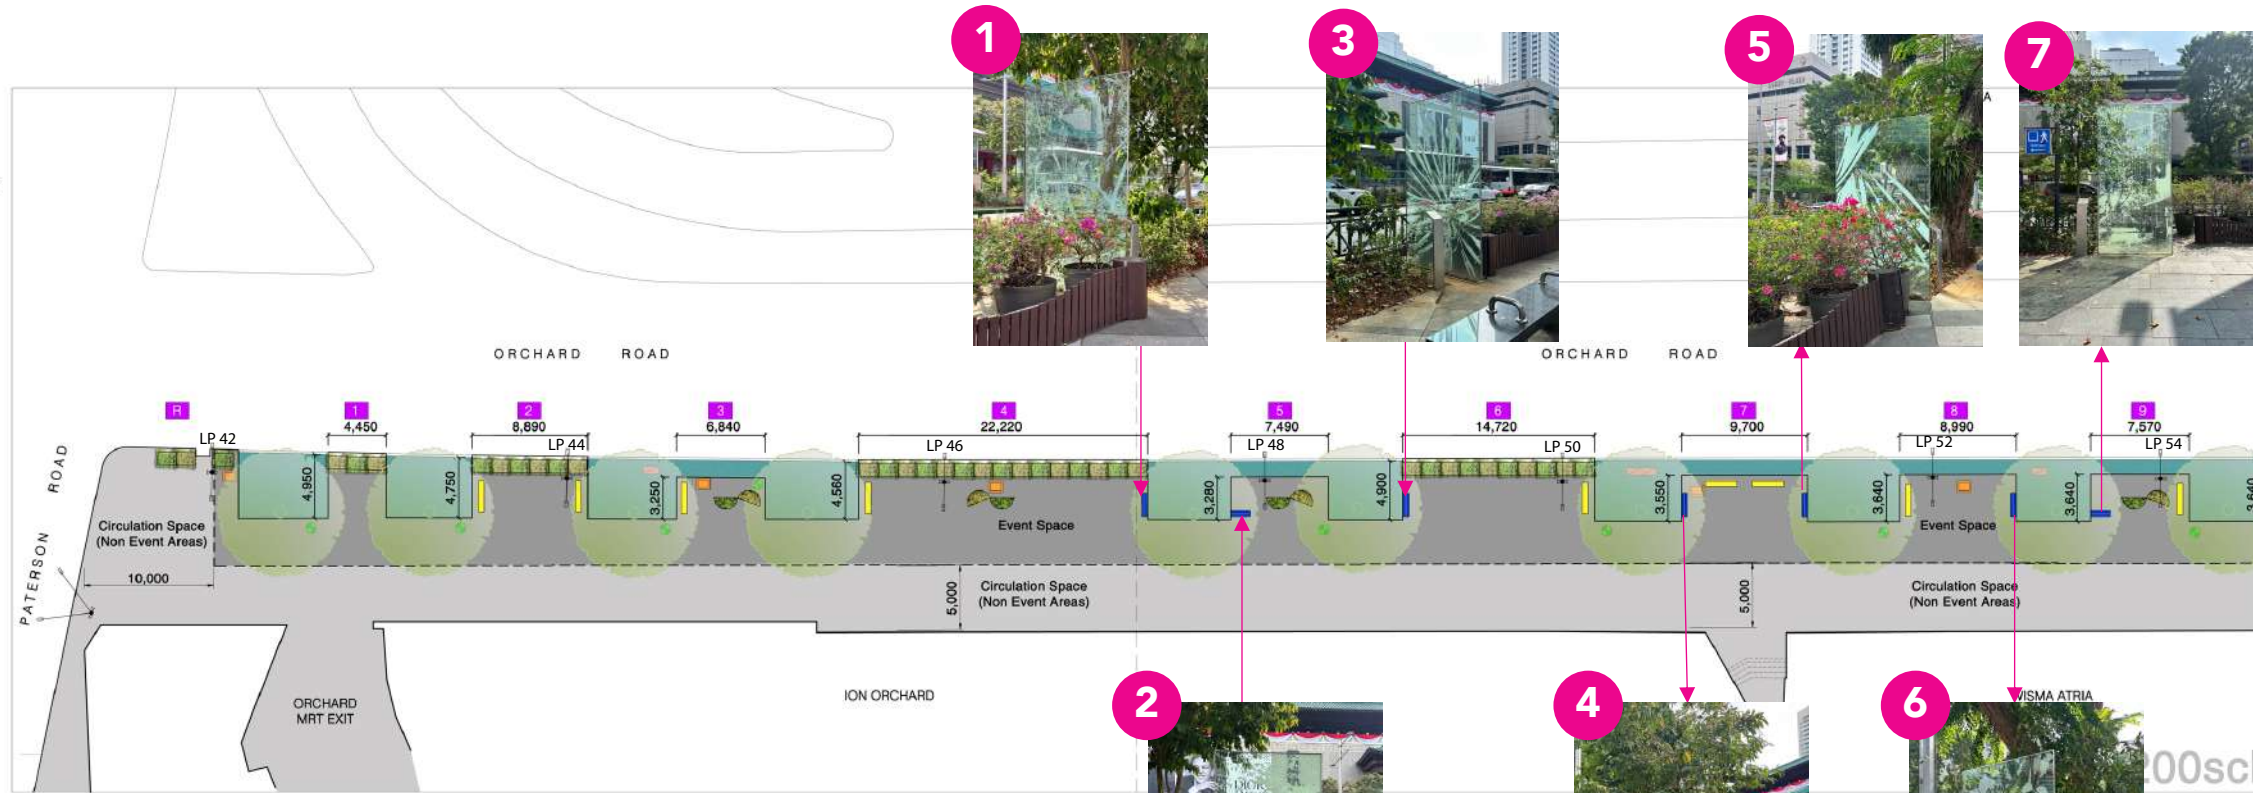 1
3
5
7
A
ORCHARD ROAD
ORCHARD ROAD
R
1
2
3
4
5
6
7
8
9
4,450
8,890
6,840
22,220
7,490
14,720
9,700
8,990
7,570
LP 42
LP 44
LP 46
LP 48
LP 50
LP 52
LP 54
4,950
4,750
3,250
4,560
3,280
4,900
3,550
3,640
3,640
3,640
PATERSON ROAD
Circulation Space
(Non Event Areas)
10,000
Event Space
Event Space
5,000
Circulation Space
(Non Event Areas)
5,000
Circulation Space
(Non Event Areas)
ORCHARD
MRT EXIT
ION ORCHARD
WISMA ATRIA
2
DIOR
4
6
200scl